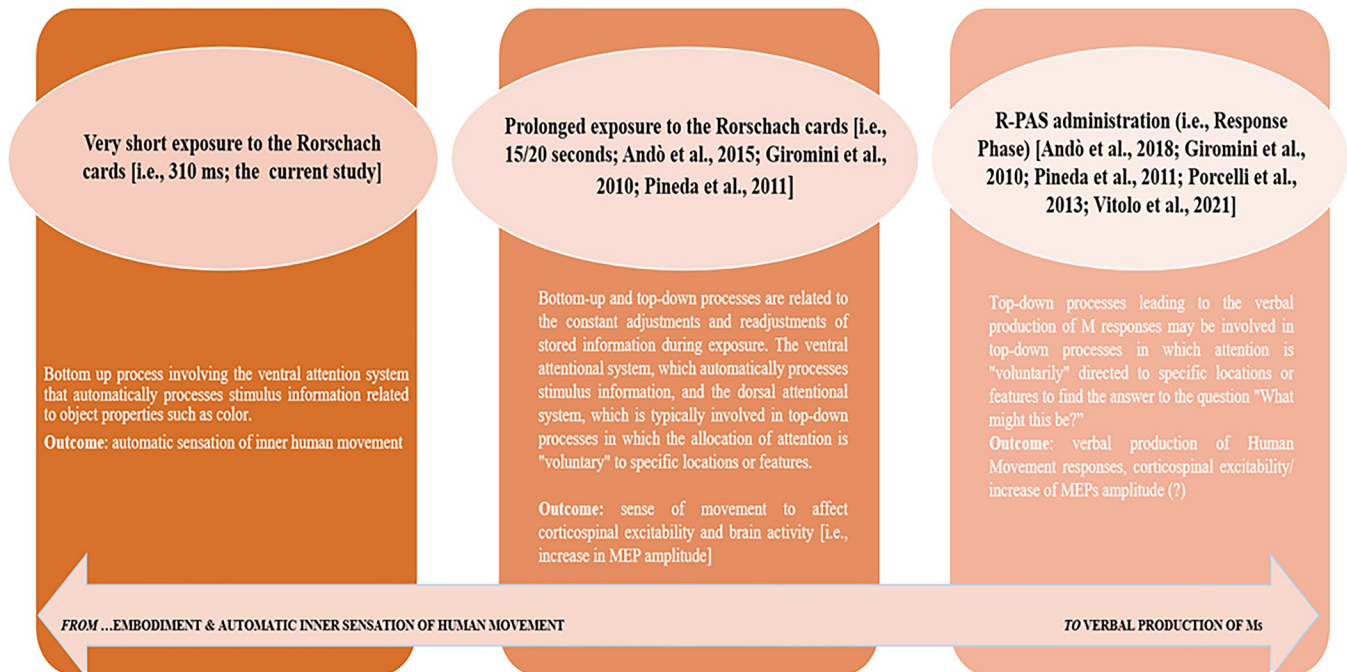 Very short exposure to the Rorschach
cards [i.e., 310 ms; the current study]
Bottom up process involving the ventral attention system
that automatically processes stimulus information related
to object properties such as color.
Outcome: automatic sensation of inner human movement
Prolonged exposure to the Rorschach cards [i.e.,
15/20 seconds; Andò et al., 2015; Giromini et al.,
2010; Pineda et al., 2011]
Bottom-up and top-down processes are related to
the constant adjustments and readjustments of
stored information during exposure. The ventral
attentional system, which automatically processes
stimulus information, and the dorsal attentional
system, which is typically involved in top-down
processes in which the allocation of attention is
"voluntary" to specific locations or features.
Outcome: sense of movement to affect
corticospinal excitability and brain activity [i.e.,
increase in MEP amplitude]
R-PAS administration (i.e., Response
Phase) [Andò et al., 2018; Giromini et al.,
2010; Pineda et al., 2011; Porcelli et al.,
2013; Vitolo et al., 2021]
Top-down processes leading to the verbal
production of M responses may be involved in
top-down processes in which attention is
"voluntarily" directed to specific locations or
features to find the answer to the question "What
might this be?”
Outcome: verbal production of Human
Movement responses, corticospinal excitability/
increase of MEPs amplitude (?)
FROM ...EMBODIMENT & AUTOMATIC INNER SENSATION OF HUMAN MOVEMENT
TO VERBAL PRODUCTION OF Ms